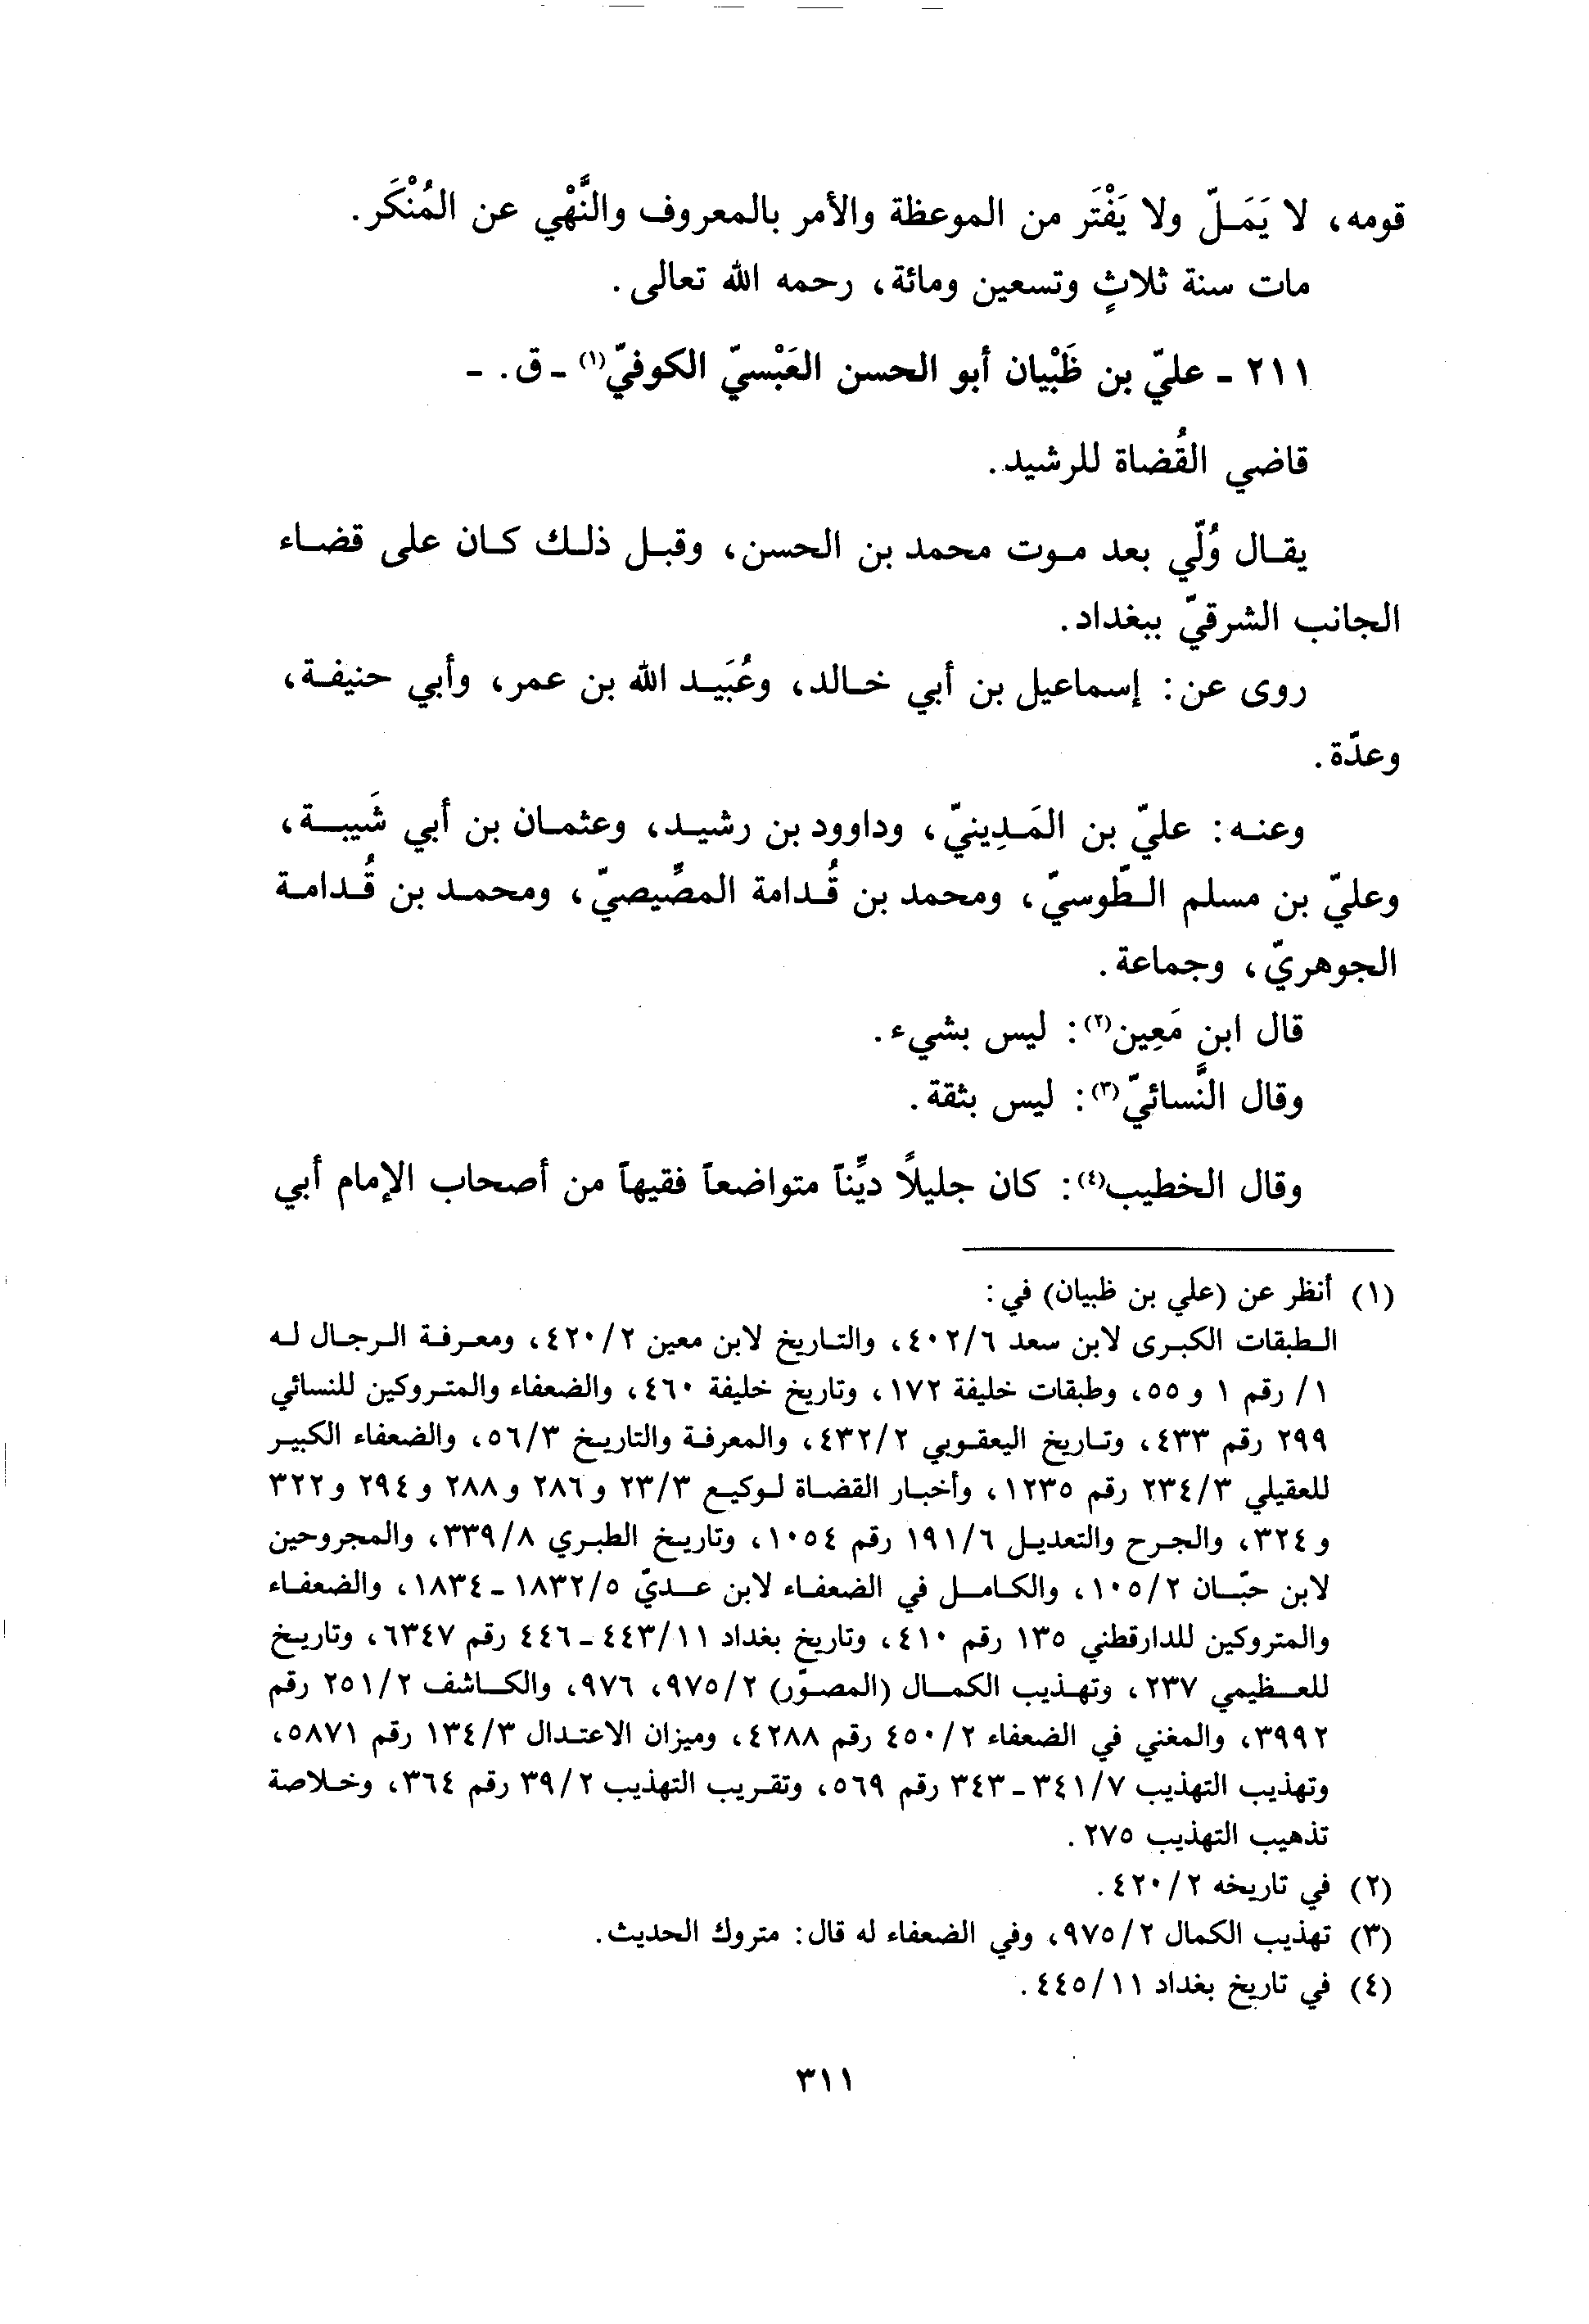 قومه، لا يَمَـلّ ولا يَفْتَر من الموعظة والأمر بالمعروف والنَّهْي عن المُنْكَر.
مات سنة ثلاثٍ وتسعين ومائة، رحمه الله تعالى.
٢١١ - عليّ بن ظَبْيان أبو الحسن العَبْسيّ الكوفيّ(١) - ق. -
قاضي القُضاة للرشيد.
يقال وُلّي بعد موت محمد بن الحسن، وقبل ذلك كان على قضاء
الجانب الشرقيّ ببغداد.
روى عن: إسماعيل بن أبي خالد، وعُبَيد الله بن عمر، وأبي حنيفة،
وعدّة.
وعنه: عليّ بن المَدِينيّ، وداوود بن رشيد، وعثمان بن أبي شَيبة،
وعليّ بن مسلم الطّوسيّ، ومحمد بن قُدامة المصِّيصيّ، ومحمد بن قُدامة
الجوهريّ، وجماعة.
قال ابن مَعِين(٢): ليس بشيء.
وقال النَّسائيّ(٣): ليس بثقة.
وقال الخطيب(٤): كان جليلًا ديِّناً متواضعاً فقيهاً من أصحاب الإمام أبي
(١) أنظر عن (علي بن ظبيان) في:
الطبقات الكبرى لابن سعد ٤٠٢/٦، والتاريخ لابن معين ٤٢٠/٢، ومعرفة الرجال له
١/ رقم ١ و ٥٥، وطبقات خليفة ١٧٢، وتاريخ خليفة ٤٦٠، والضعفاء والمتروكين للنسائي
٢٩٩ رقم ٤٣٣، وتاريخ اليعقوبي ٤٣٢/٢، والمعرفة والتاريخ ٥٦/٣، والضعفاء الكبير
للعقيلي ٢٣٤/٣ رقم ١٢٣٥، وأخبار القضاة لوكيع ٢٣/٣ و٢٨٦ و٢٨٨ و٢٩٤ و٣٢٢
و٣٢٤، والجرح والتعديل ١٩١/٦ رقم ١٠٥٤، وتاريخ الطبري ٣٣٩/٨، والمجروحين
لابن حبّان ١٠٥/٢، والكامل في الضعفاء لابن عديّ ١٨٣٢/٥ - ١٨٣٤، والضعفاء
والمتروكين للدارقطني ١٣٥ رقم ٤١٠، وتاريخ بغداد ٤٤٣/١١ - ٤٤٦ رقم ٦٣٤٧، وتاريخ
للعظيمي ٢٣٧، وتهذيب الكمال (المصوّر) ٩٧٥/٢، ٩٧٦، والكاشف ٢٥١/٢ رقم
٣٩٩٢، والمغني في الضعفاء ٤٥٠/٢ رقم ٤٢٨٨، وميزان الاعتدال ١٣٤/٣ رقم ٥٨٧١،
وتهذيب التهذيب ٣٤١/٧ - ٣٤٣ رقم ٥٦٩، وتقريب التهذيب ٣٩/٢ رقم ٣٦٤، وخلاصة
تذهيب التهذيب ٢٧٥.
(٢) في تاريخه ٤٢٠/٢.
(٣) تهذيب الكمال ٩٧٥/٢، وفي الضعفاء له قال: متروك الحديث.
(٤) في تاريخ بغداد ٤٤٥/١١.
٣١١